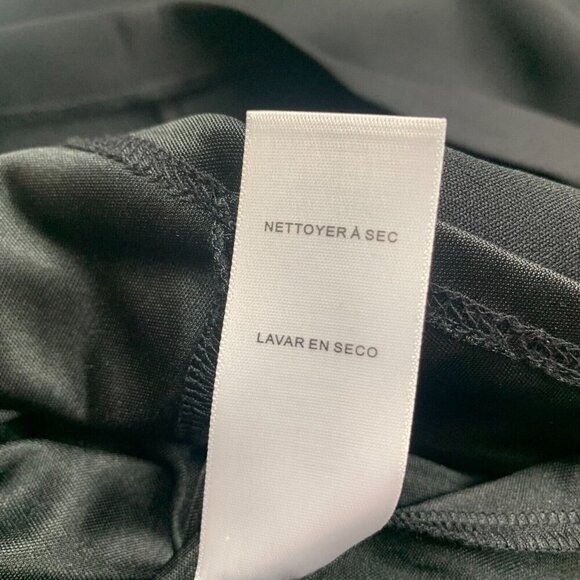 NETTOYER À SEC
LAVAR EN SECO